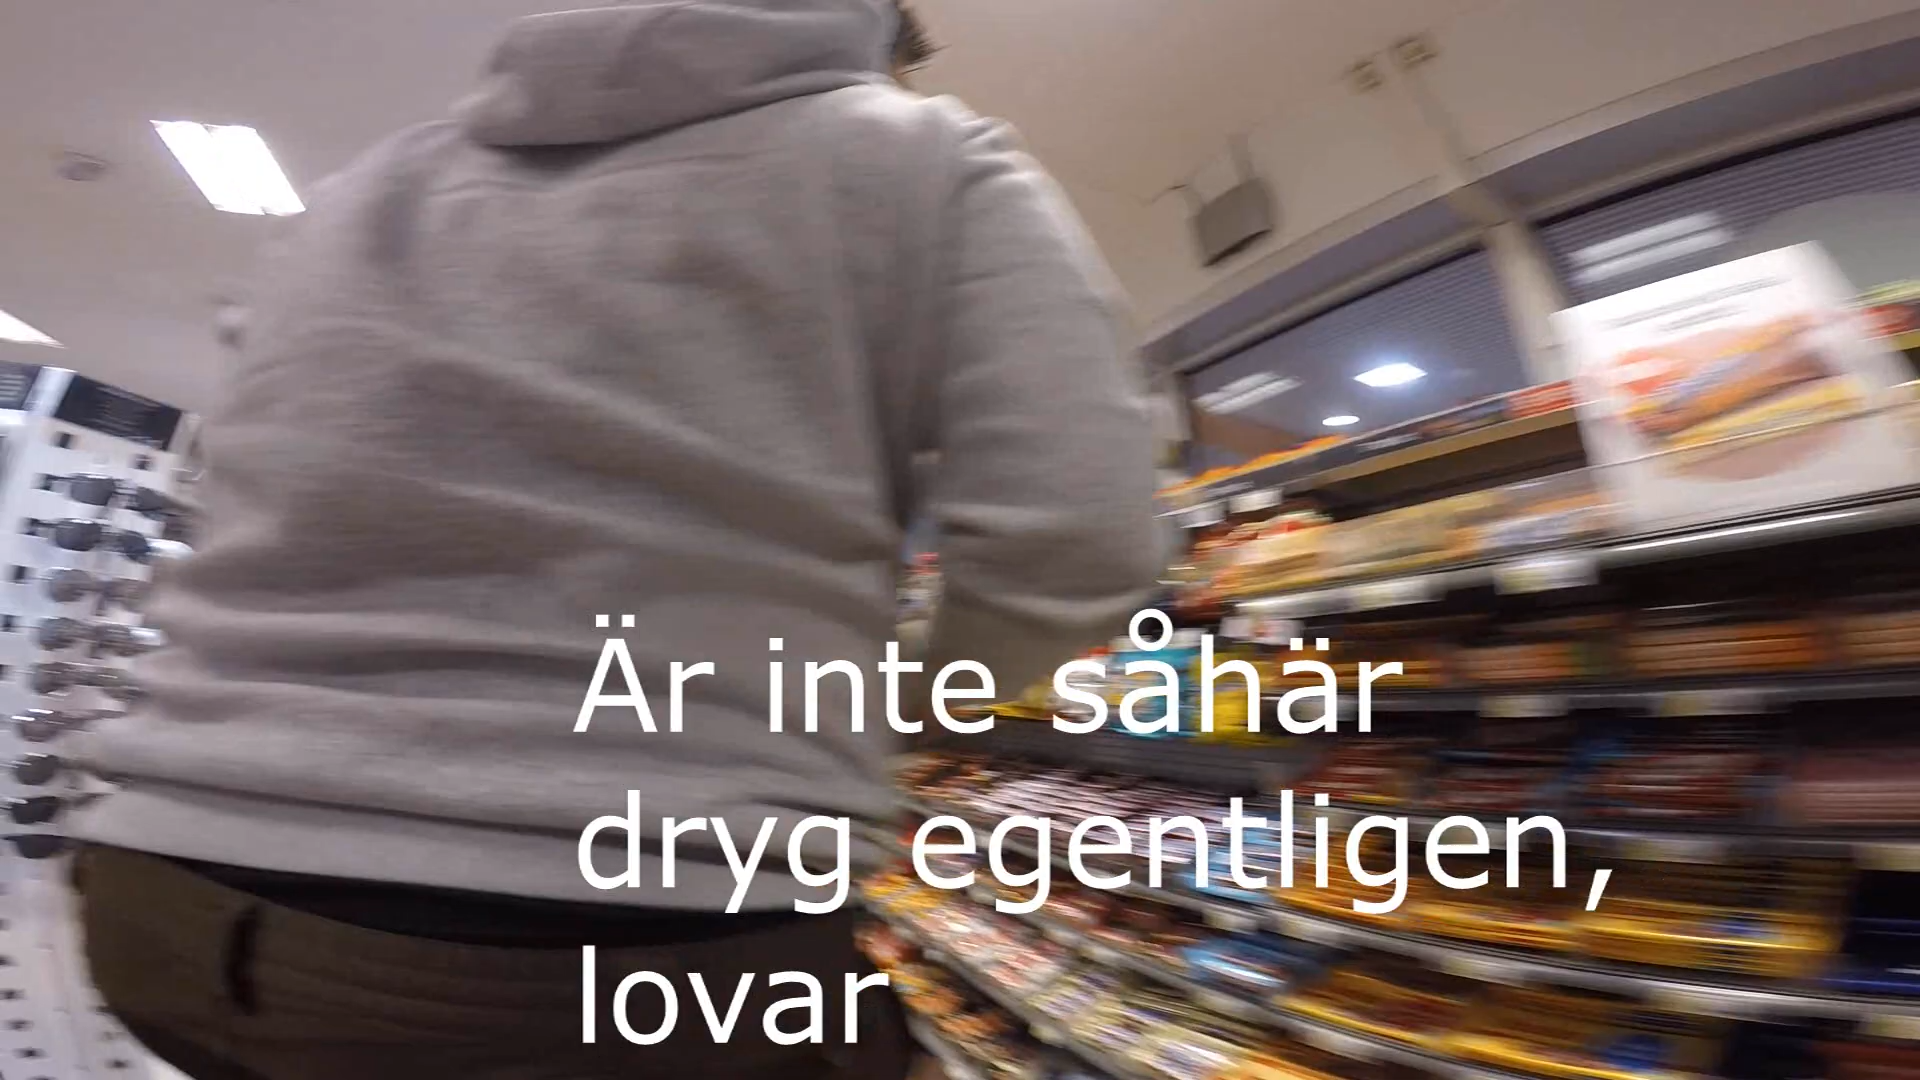 Är inte såhär
dryg egentligen,
lovar